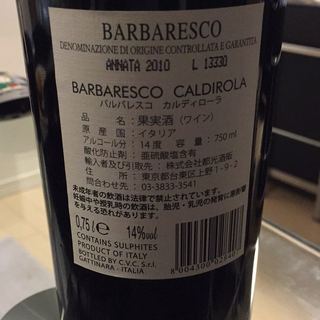 BARBARESCO
DENOMINAZIONE DI ORIGINE CONTROLLATA E GARANTITA
ANNATA 2010 L 13330
BARBARESCO CALDIROLA
バルバレスコ カルディローラ
品名:果実酒(ワイン)
原産国:イタリア
アルコール分:14度 容量:750ml
酸化防止剤:亜硫酸塩含有
輸入者及び引取先:株式会社都光酒販
住所:東京都台東区上野1-9-2
問合わせ先:03-3833-3541
未成年者の飲酒は法律で禁じられています。
妊娠中や授乳時の飲酒は、胎児・乳児の発育に悪影響
を与える恐れがあります。
0,75ℓ e 14%vol
CONTAINS SULPHITES
PRODUCT OF ITALY
BOTTLED BY C.V.C. S.r.l.
GATTINARA - ITALIA